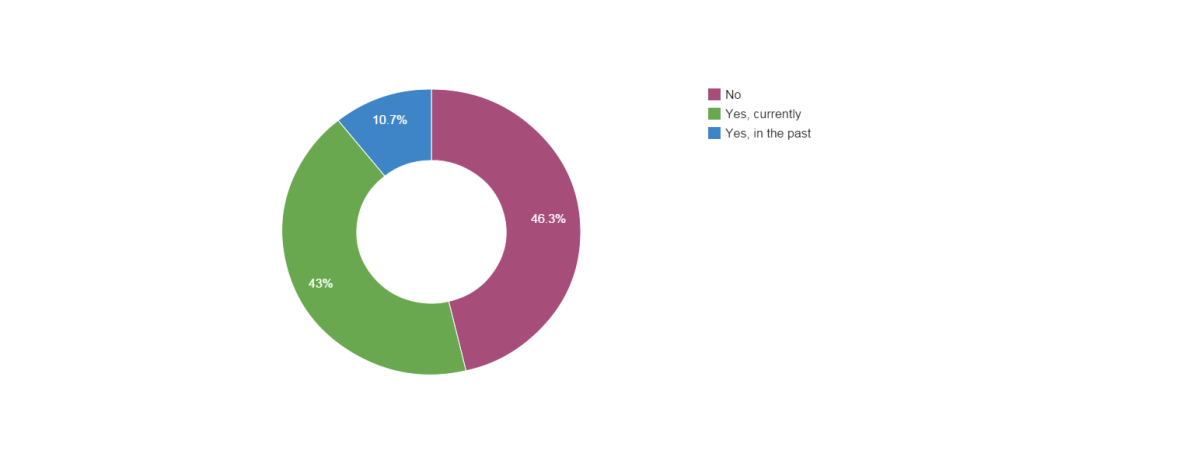 No
Yes, currently
Yes, in the past
10.7%
46.3%
43%